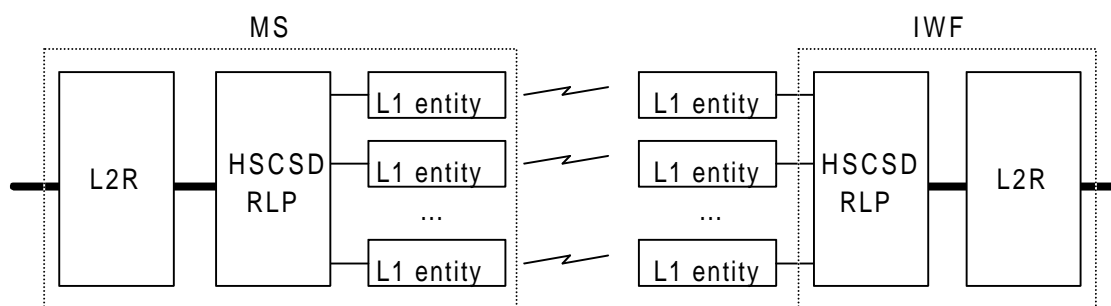 MS
IWF
L2R
HSCSD
RLP
L1 entity
L1 entity
...
L1 entity
L1 entity
L1 entity
...
L1 entity
HSCSD
RLP
L2R